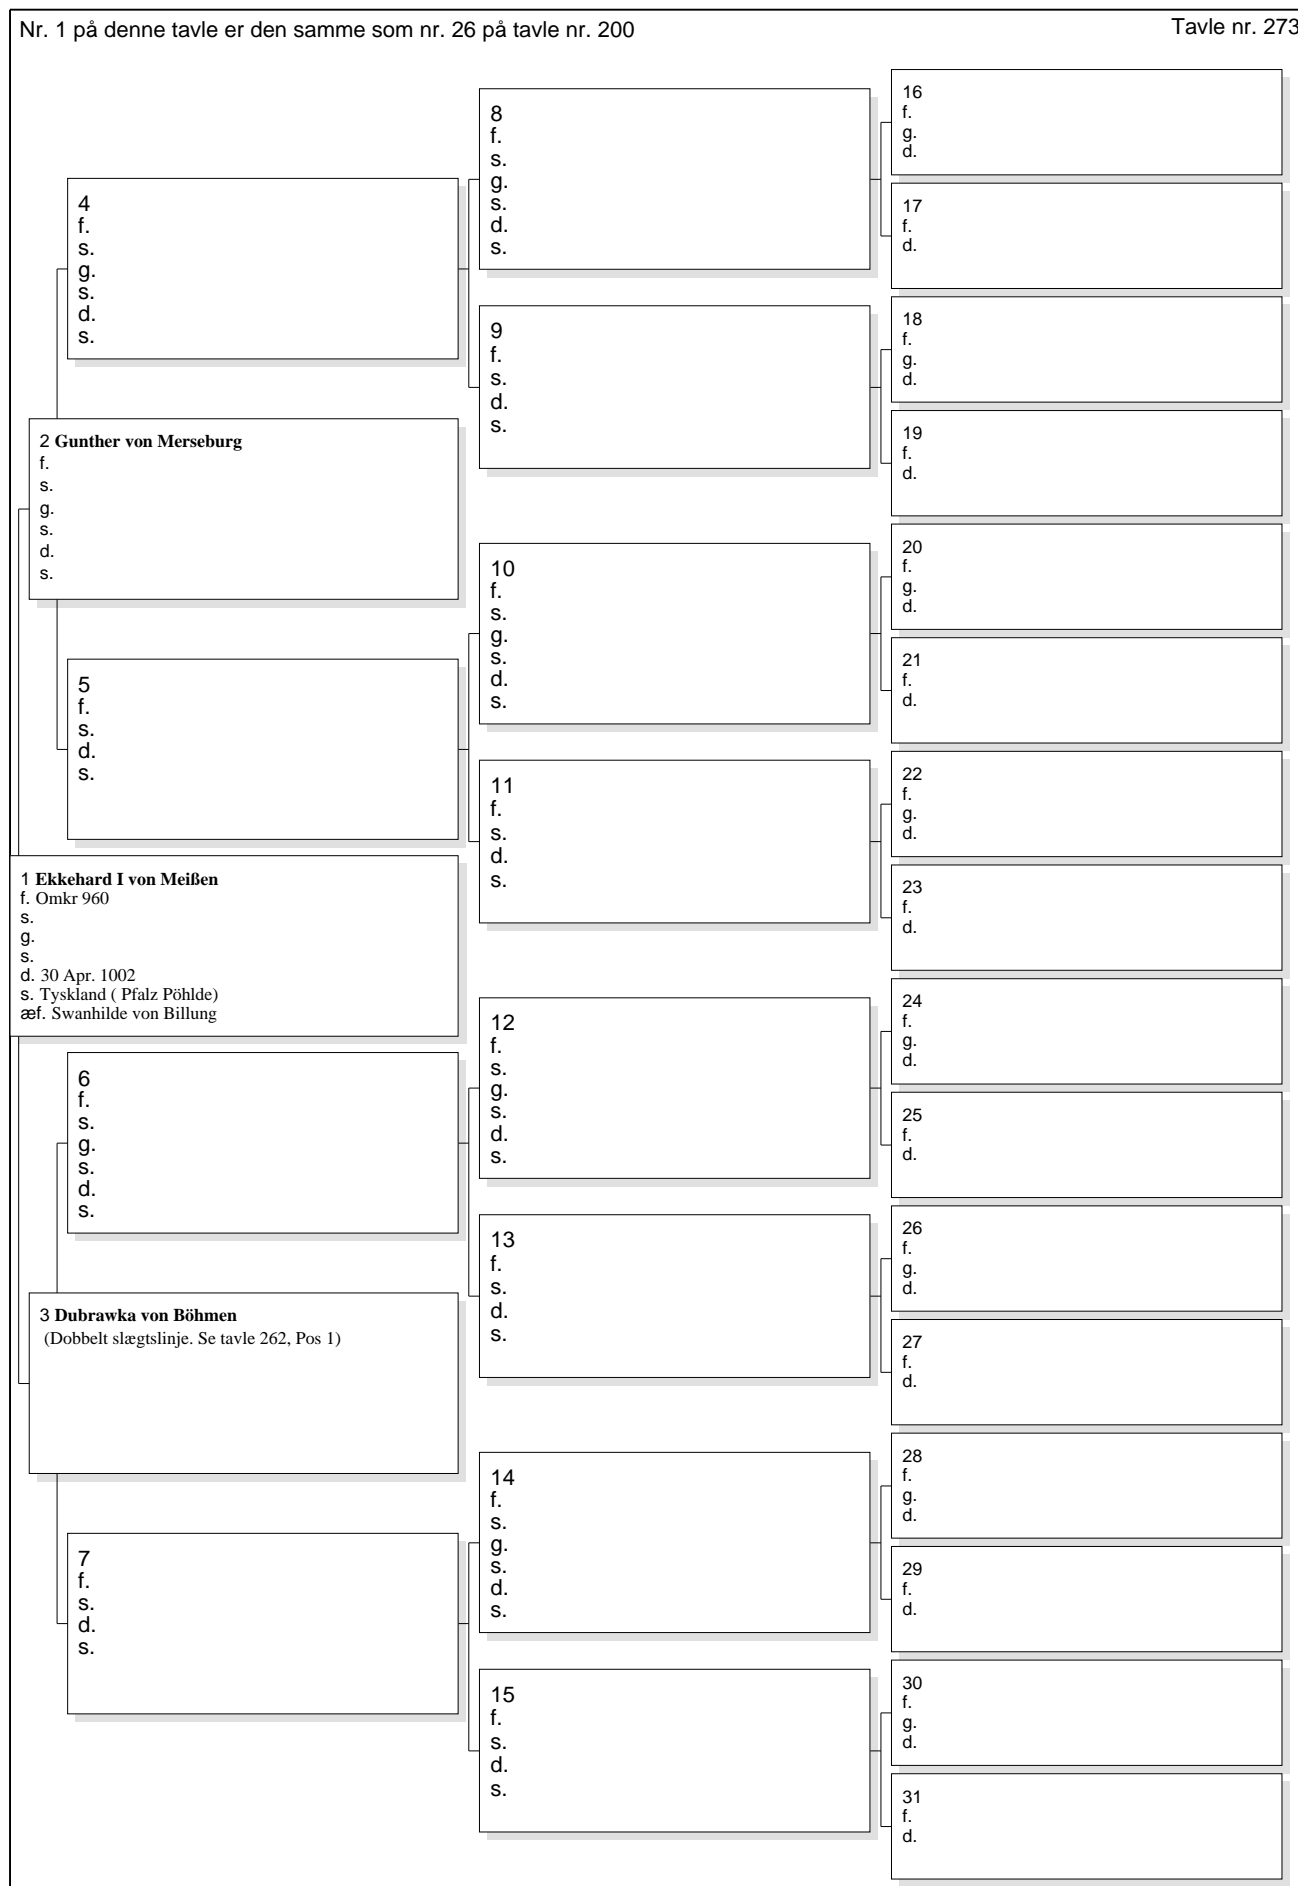 Nr. 1 på denne tavle er den samme som nr. 26 på tavle nr. 200
Tavle nr. 273
16
f.
g.
d.
8
f.
s.
g.
s.
d.
s.
17
f.
d.
4
f.
s.
g.
s.
d.
s.
18
f.
g.
d.
9
f.
s.
d.
s.
19
f.
d.
2 Gunther von Merseburg
f.
s.
g.
s.
d.
s.
20
f.
g.
d.
10
f.
s.
g.
s.
d.
s.
21
f.
d.
5
f.
s.
d.
s.
22
f.
g.
d.
11
f.
s.
d.
s.
23
f.
d.
1 Ekkehard I von Meißen
f. Omkr 960
s.
g.
s.
d. 30 Apr. 1002
s. Tyskland ( Pfalz Pöhlde)
æf. Swanhilde von Billung
24
f.
g.
d.
12
f.
s.
g.
s.
d.
s.
25
f.
d.
6
f.
s.
g.
s.
d.
s.
26
f.
g.
d.
13
f.
s.
d.
s.
27
f.
d.
3 Dubrawka von Böhmen
(Dobbelt slægtslinje. Se tavle 262, Pos 1)
28
f.
g.
d.
14
f.
s.
g.
s.
d.
s.
29
f.
d.
7
f.
s.
d.
s.
30
f.
g.
d.
15
f.
s.
d.
s.
31
f.
d.